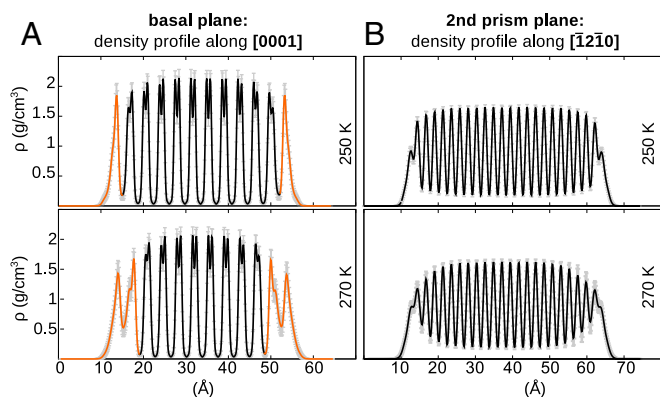 A
basal plane:
density profile along [0001]
B
2nd prism plane:
density profile along [1̄21̄0]
ρ (g/cm³)
2
1.5
1
0.5
250 K
250 K
ρ (g/cm³)
2
1.5
1
0.5
270 K
270 K
0 10 20 30 40 50 60
(Å)
10 20 30 40 50 60 70
(Å)